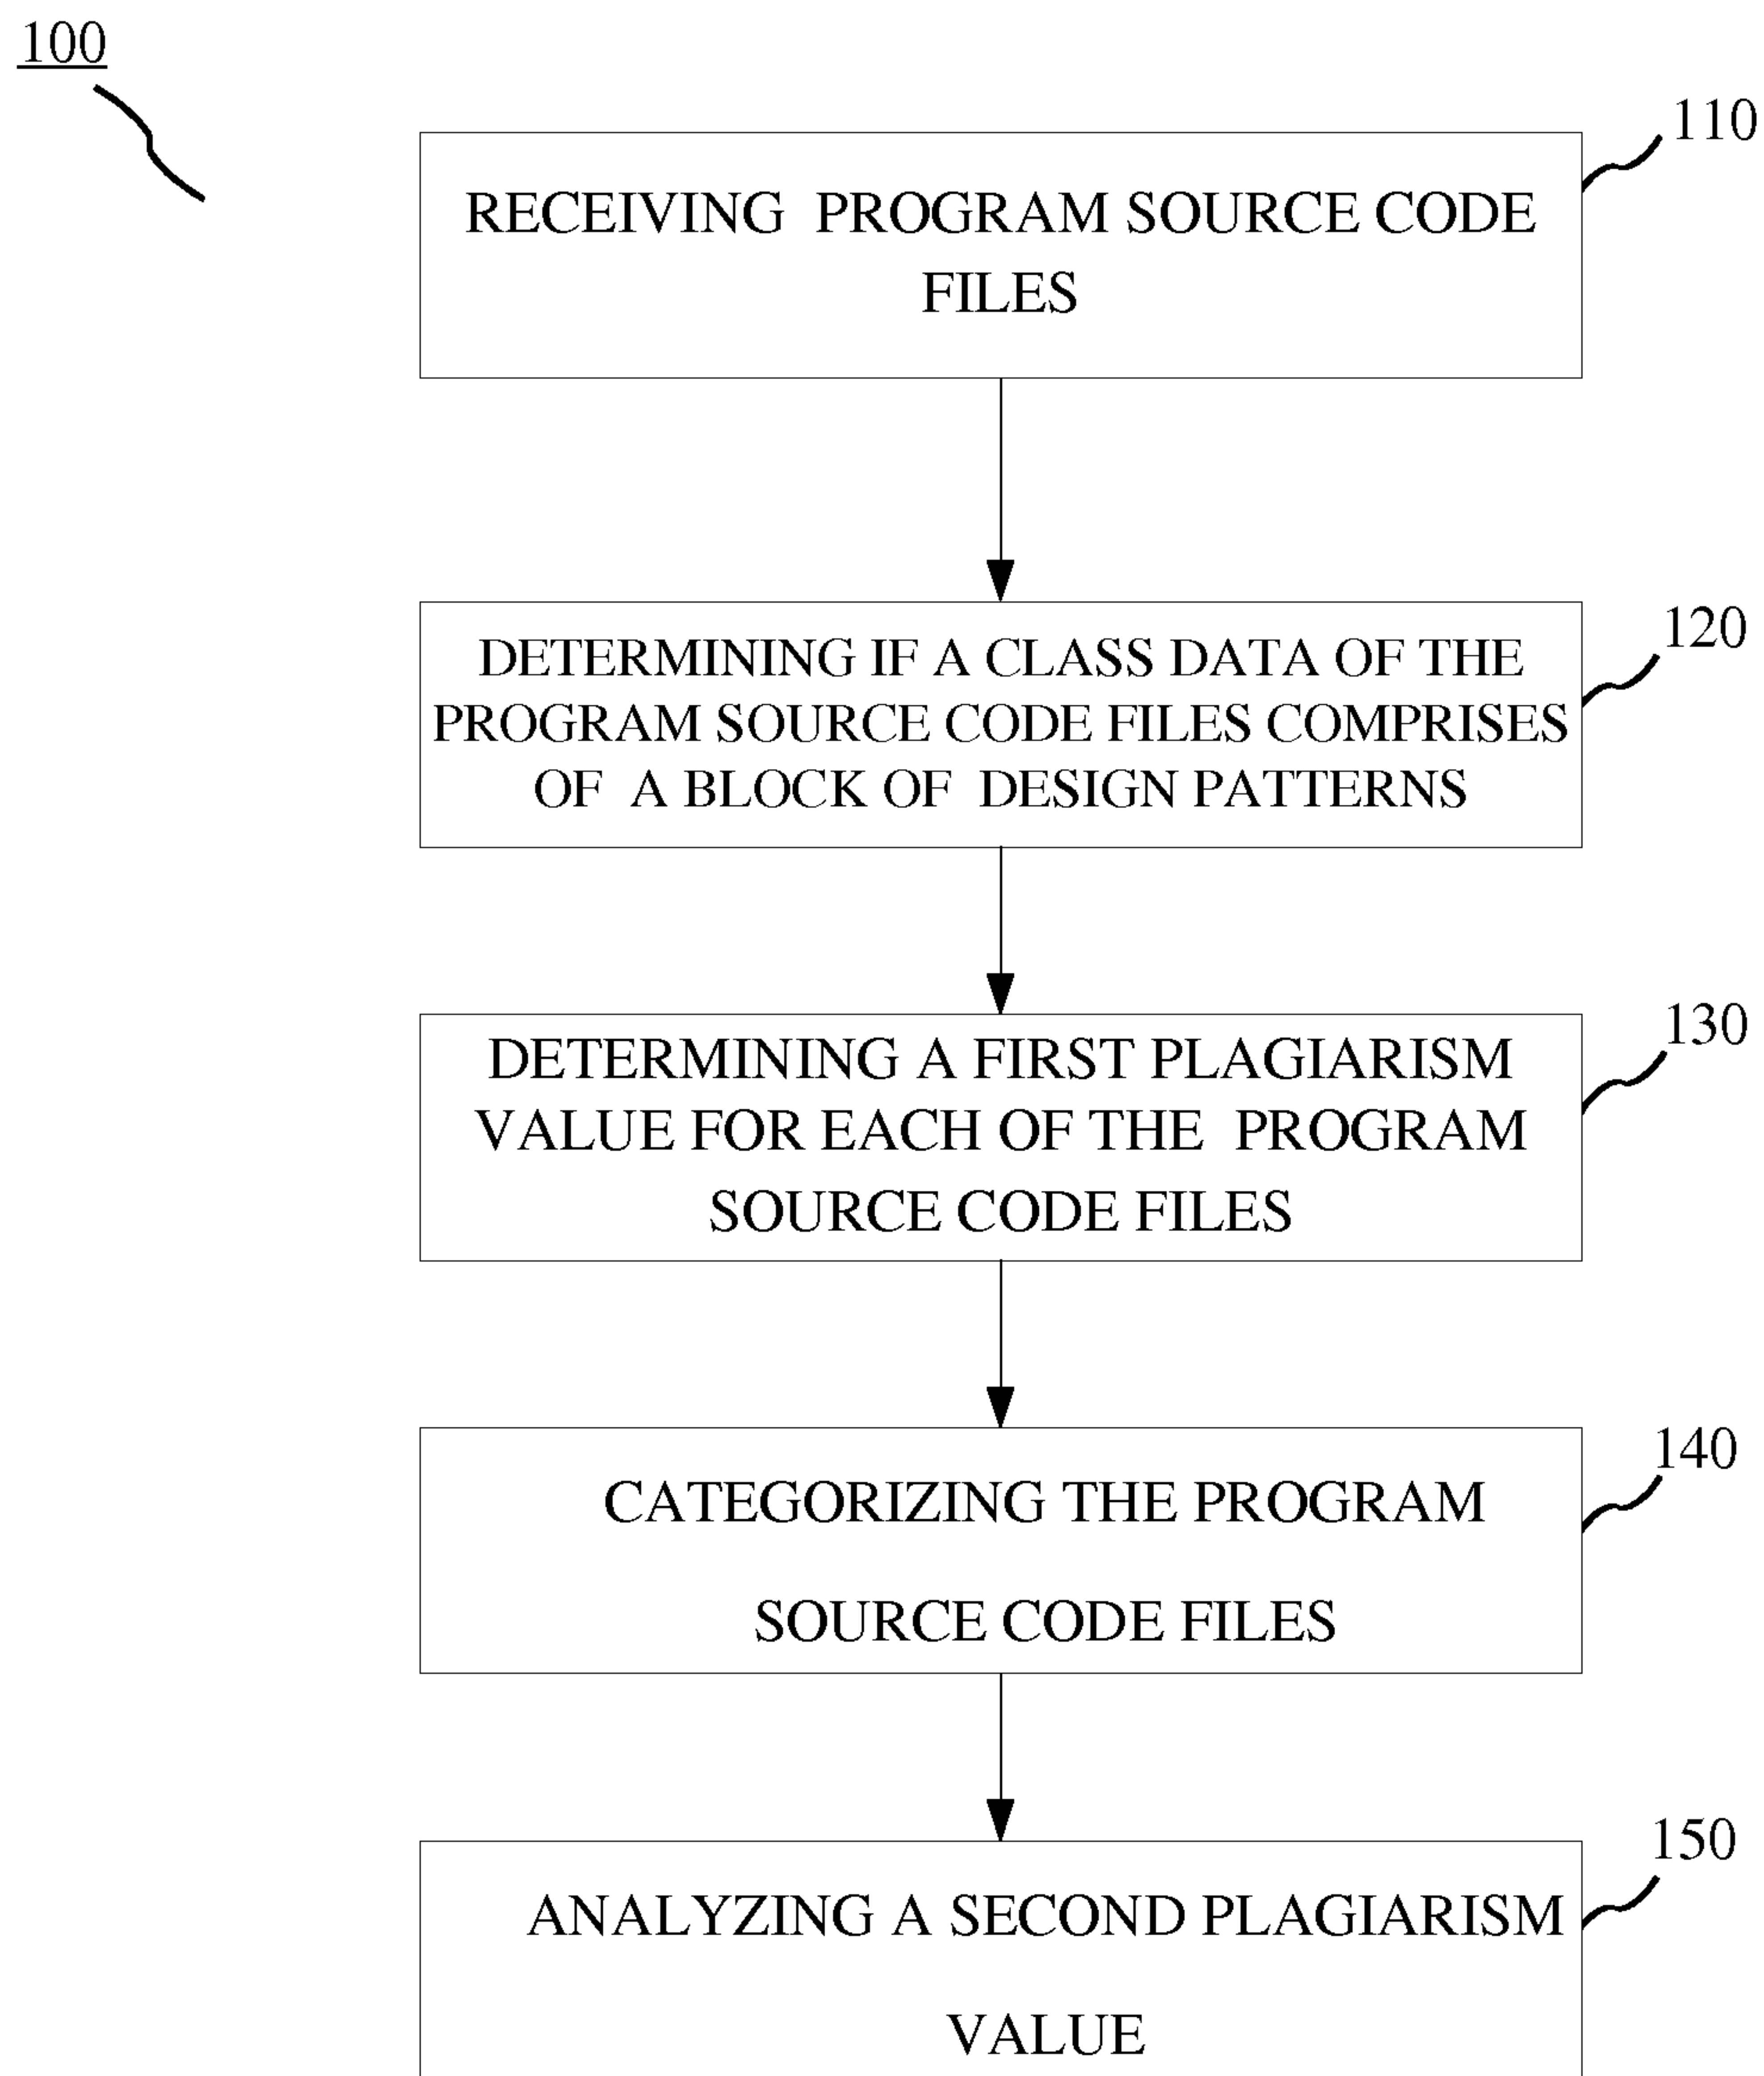 100
110
RECEIVING PROGRAM SOURCE CODE
FILES
120
DETERMINING IF A CLASS DATA OF THE
PROGRAM SOURCE CODE FILES COMPRISES
OF A BLOCK OF DESIGN PATTERNS
130
DETERMINING A FIRST PLAGIARISM
VALUE FOR EACH OF THE PROGRAM
SOURCE CODE FILES
140
CATEGORIZING THE PROGRAM
SOURCE CODE FILES
150
ANALYZING A SECOND PLAGIARISM
VALUE